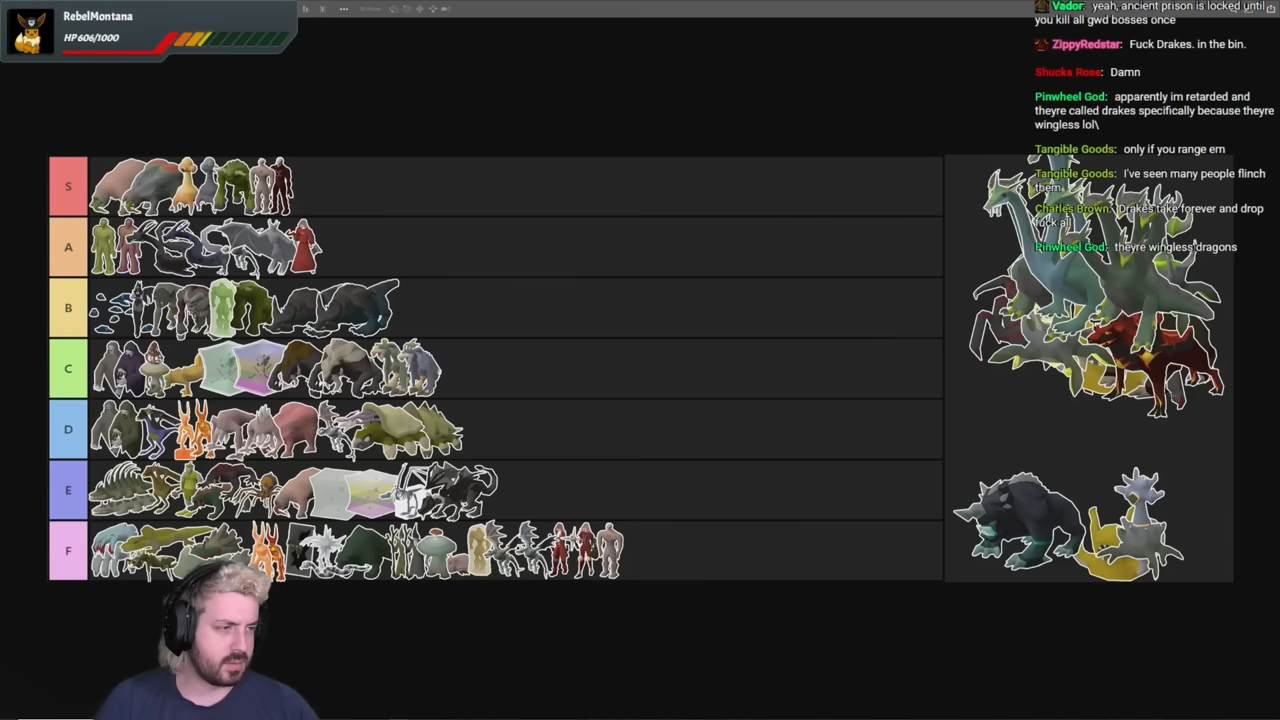 RebelMontana
HP 606/1000
Vador: yeah, ancient prison is locked until
you kill all gwd bosses once
ZippyRedstar: Fuck Drakes. in the bin.
Shucks Rose: Damn
Pinwheel God: apparently im retarded and
theyre called drakes specifically because theyre
wingless lol\
Tangible Goods: only if you range em
Tangible Goods: I've seen many people flinch
them
Charles Brown: Drakes take forever and drop
fuck all
Pinwheel God: theyre wingless dragons
S
A
B
C
D
E
F